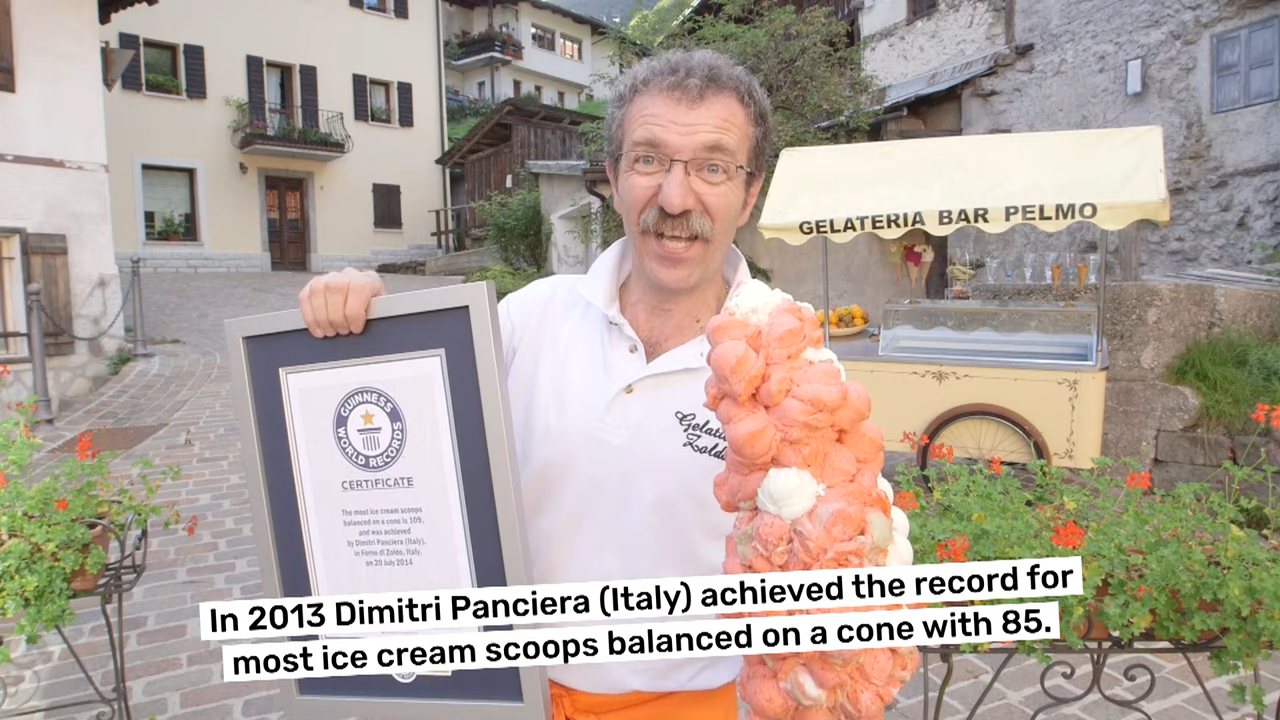 GELATERIA BAR PELMO
GUINNESS
WORLD RECORDS
CERTIFICATE
The most ice cream scoops
balanced on a cone is 109,
and was achieved
by Dimitri Panciera (Italy),
in Forno di Zoldo, Italy,
on 20 July 2014
In 2013 Dimitri Panciera (Italy) achieved the record for
most ice cream scoops balanced on a cone with 85.